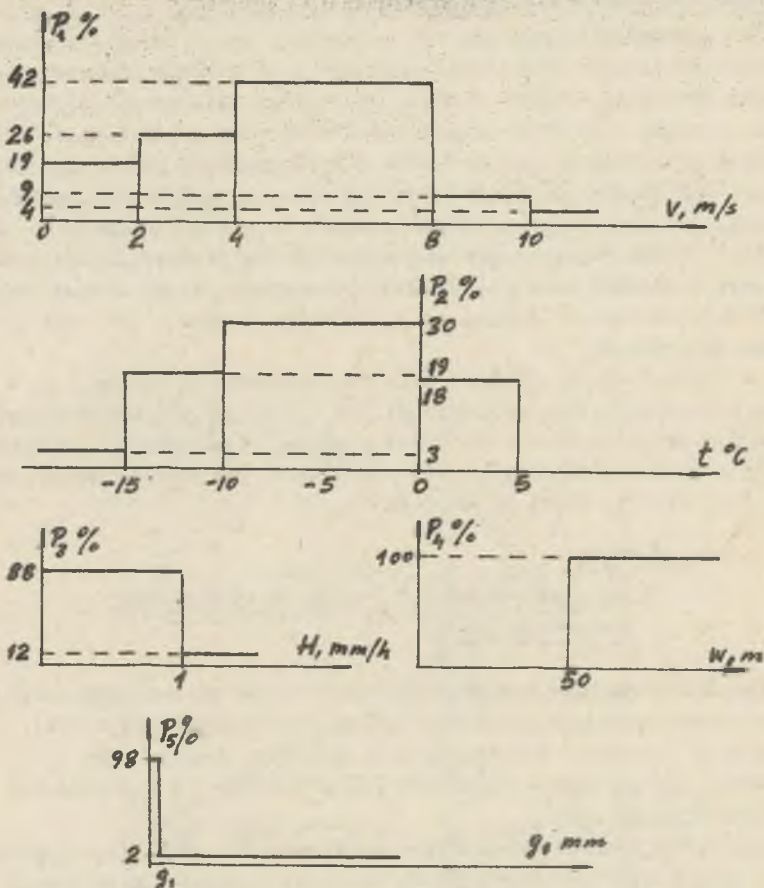 P₁ %
42
26
19
9
4
0 2 4 8 10
V, m/s
P₂ %
30
19
18
3
-15 -10 -5 0 5
t °C
P₃ %
88
12
1
H, mm/h
P₄ %
100
50
W, m
P₅ %
98
2
g₁
g, mm